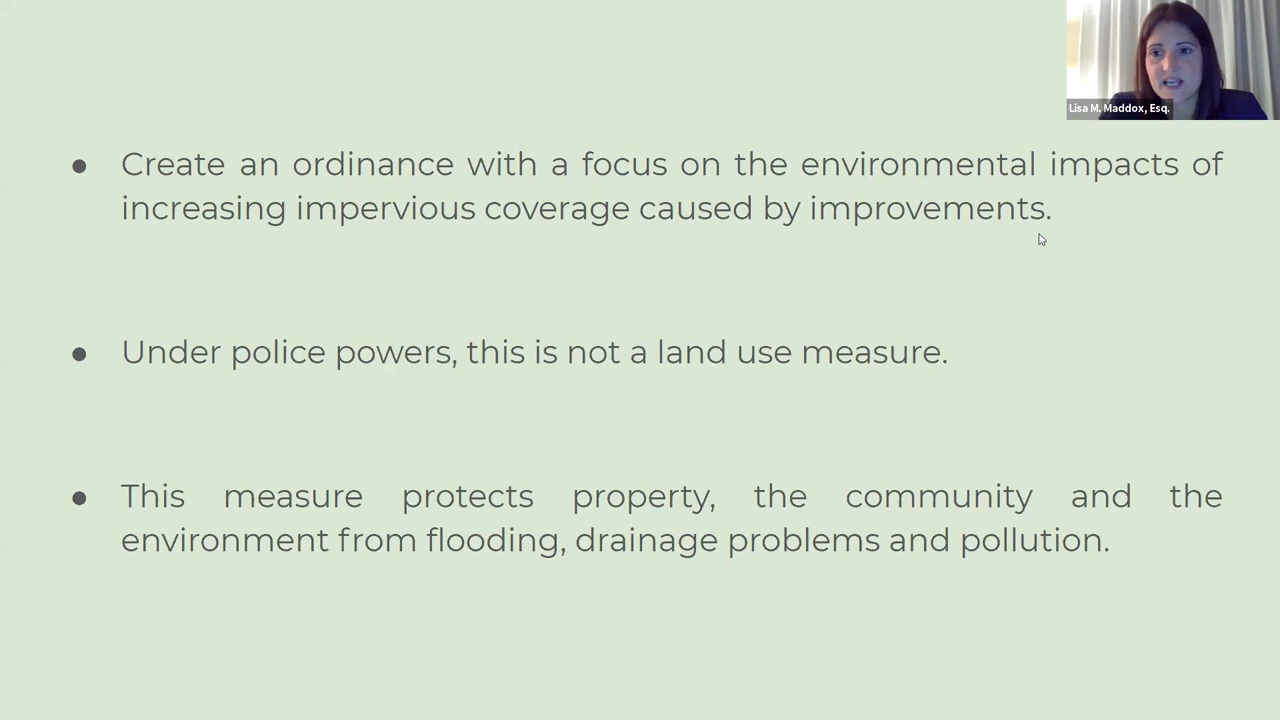 Lisa M. Maddox, Esq.
● Create an ordinance with a focus on the environmental impacts of
increasing impervious coverage caused by improvements.
● Under police powers, this is not a land use measure.
● This measure protects property, the community and the
environment from flooding, drainage problems and pollution.